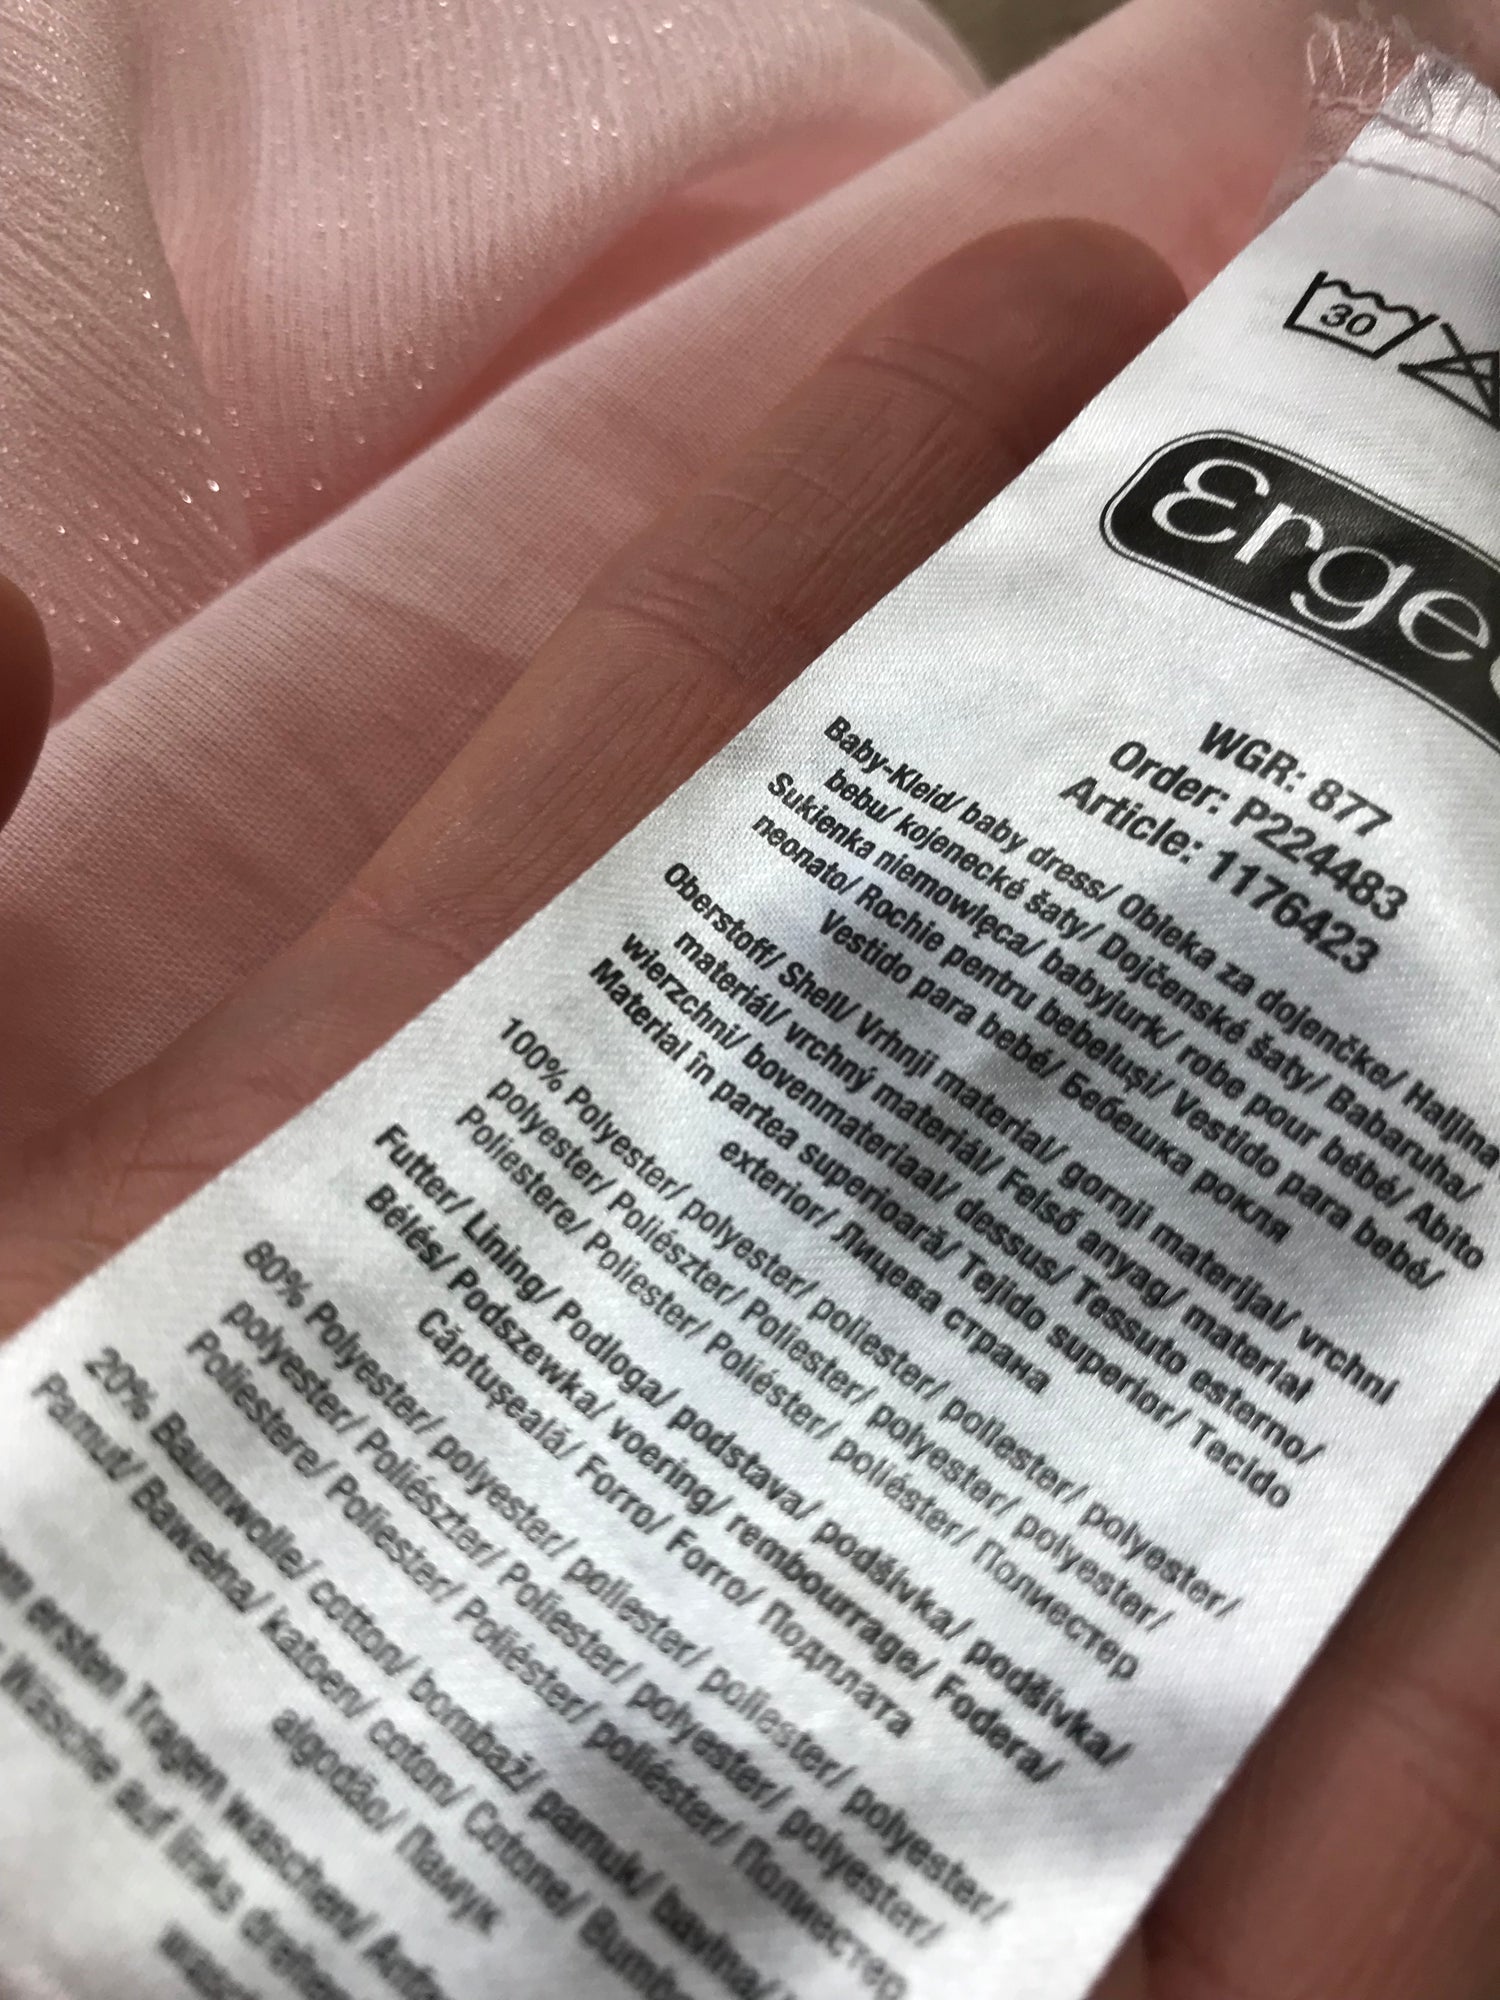 30
Erge
WGR: 877
Order: P224483
Article: 1176423
Baby-Kleid/ baby dress/ Obleka za dojenčke/ Haljina
bebu/ kojenecké šaty/ Dojčenské šaty/ Babaruha/
Sukienka niemowlęca/ babyjurk/ robe pour bébé/ Abito
neonato/ Rochie pentru bebeluși/ Vestido para bebé/
Vestido para bebé/ Бебешка рокля
Oberstoff/ Shell/ Vrhnji material/ gornji materijal/ vrchní
materiál/ vrchný materiál/ Felső anyag/ materiał
wierzchni/ bovenmateriaal/ dessus/ Tessuto esterno/
Material în partea superioară/ Tejido superior/ Tecido
exterior/ Лицева страна
100% Polyester/ polyester/ poliester/ poliester/ polyester/
polyester/ Poliészter/ Poliester/ polyester/ polyester/
Poliestere/ Poliester/ Poliéster/ poliéster/ Полиестер
Futter/ Lining/ Podloga/ podstava/ podšívka/ podšívka/
Bélés/ Podszewka/ voering/ rembourrage/ Fodera/
Căptușeală/ Forro/ Forro/ Подплата
80% Polyester/ polyester/ poliester/ poliester/ polyester/
polyester/ Poliészter/ Poliester/ polyester/ polyester/
Poliestere/ Poliester/ Poliéster/ poliéster/ Полиестер
20% Baumwolle/ cotton/ bombaž/ pamuk/ bavlna/
Pamut/ Bawełna/ katoen/ coton/ Cotone/ Bumb
algodão/ Памук
ersten Tragen waschen/
Wäsche auf links